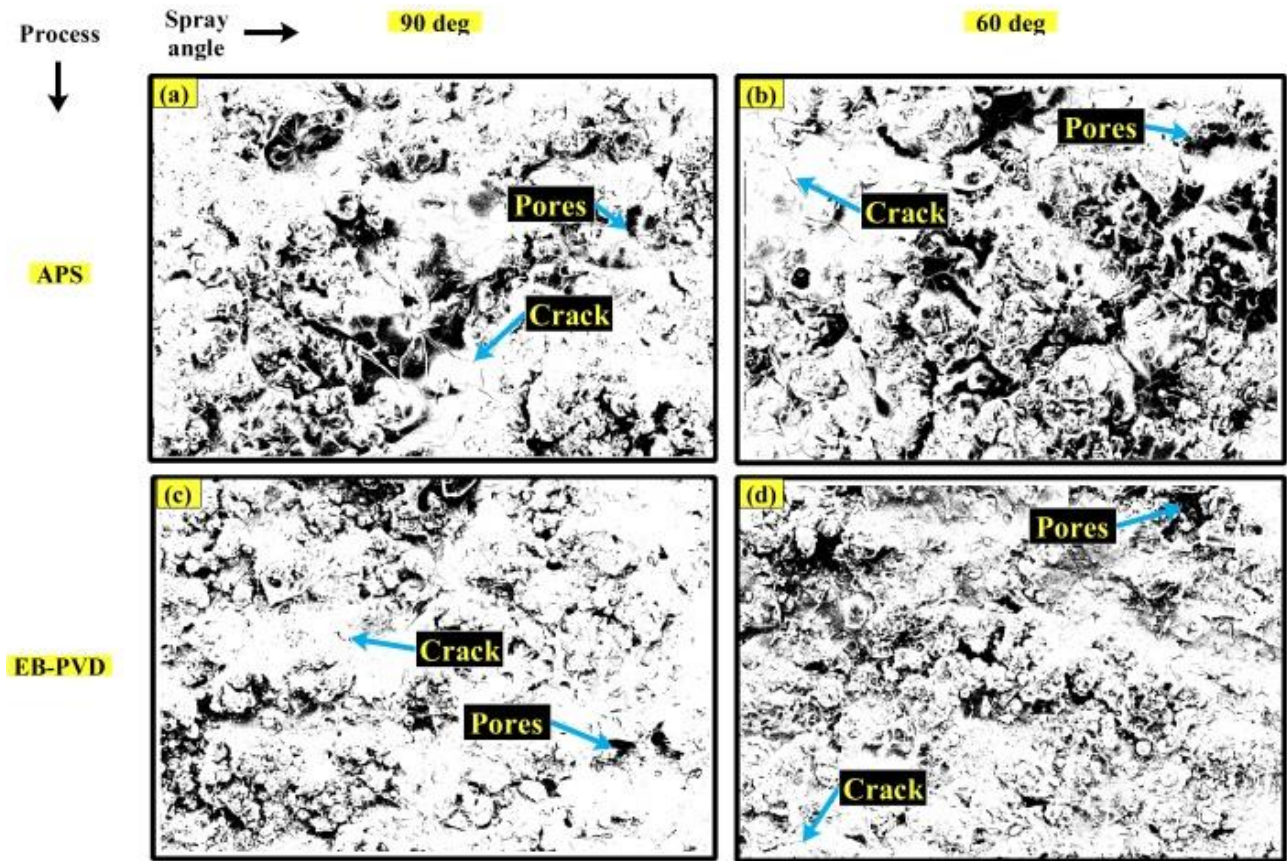 Process
Spray
angle
90 deg
60 deg
APS
(a)
Pores
Crack
(b)
Pores
Crack
EB-PVD
(c)
Crack
Pores
(d)
Pores
Crack